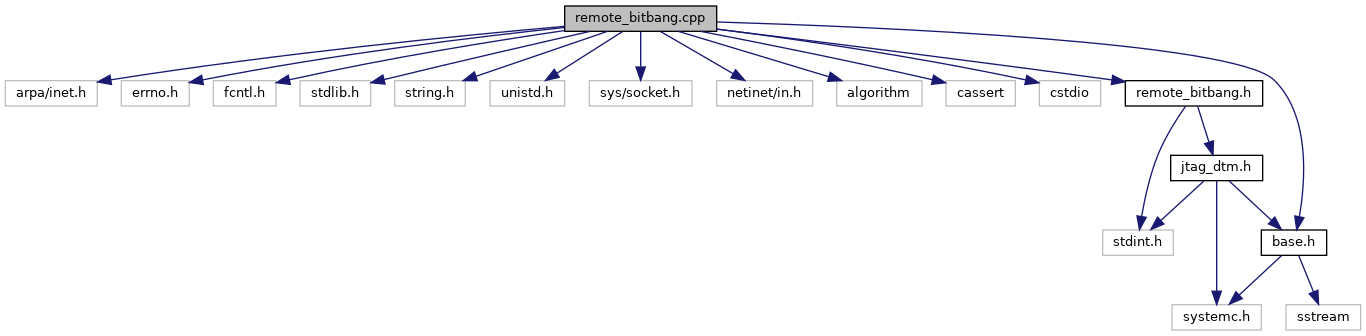 remote_bitbang.cpp
arpa/inet.h
errno.h
fcntl.h
stdlib.h
string.h
unistd.h
sys/socket.h
netinet/in.h
algorithm
cassert
cstdio
remote_bitbang.h
jtag_dtm.h
stdint.h
base.h
systemc.h
sstream